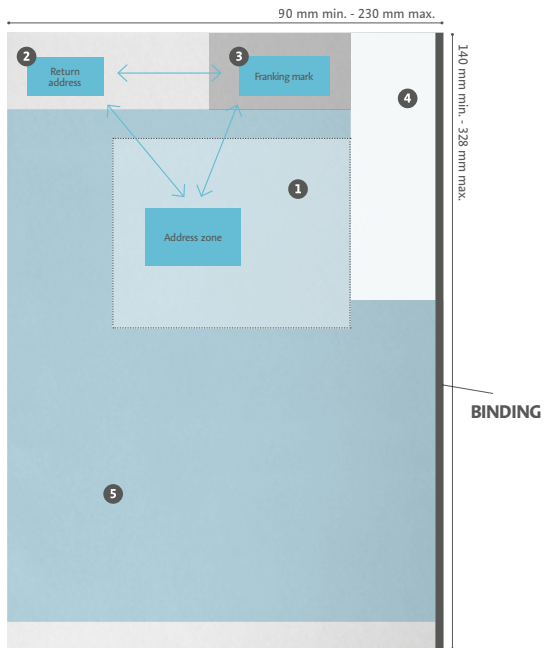 90 mm min. - 230 mm max.
2
Return
address
3
Franking mark
4
140 mm min. - 328 mm max.
1
Address zone
BINDING
5